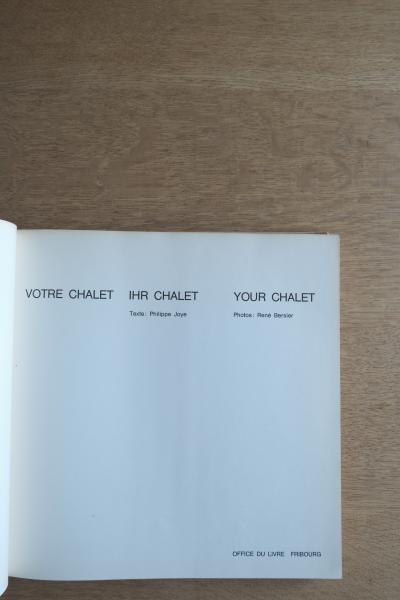 VOTRE CHALET IHR CHALET YOUR CHALET
Texte: Philippe Joye Photos: René Bersier
OFFICE DU LIVRE FRIBOURG